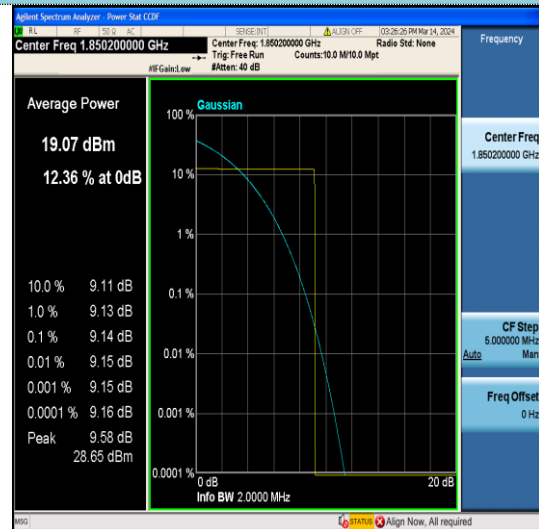 Agilent Spectrum Analyzer - Power Stat CCDF
RL RF 50 Ω AC SENSE:INT ALIGN OFF 03:26:26 PM Mar 14, 2024
Center Freq 1.850200000 GHz
Center Freq: 1.850200000 GHz Radio Std: None
Trig: Free Run Counts:10.0 M/10.0 Mpt
#IFGain:Low #Atten: 40 dB
Frequency
Average Power
19.07 dBm
12.36 % at 0dB
10.0 % 9.11 dB
1.0 % 9.13 dB
0.1 % 9.14 dB
0.01 % 9.15 dB
0.001 % 9.15 dB
0.0001 % 9.16 dB
Peak 9.58 dB
28.65 dBm
Gaussian
100 %
10 %
1 %
0.1 %
0.01 %
0.001 %
0.0001 %
0 dB 20 dB
Info BW 2.0000 MHz
Center Freq
1.850200000 GHz
CF Step
5.000000 MHz
Auto Man
Freq Offset
0 Hz
MSG STATUS Align Now, All required